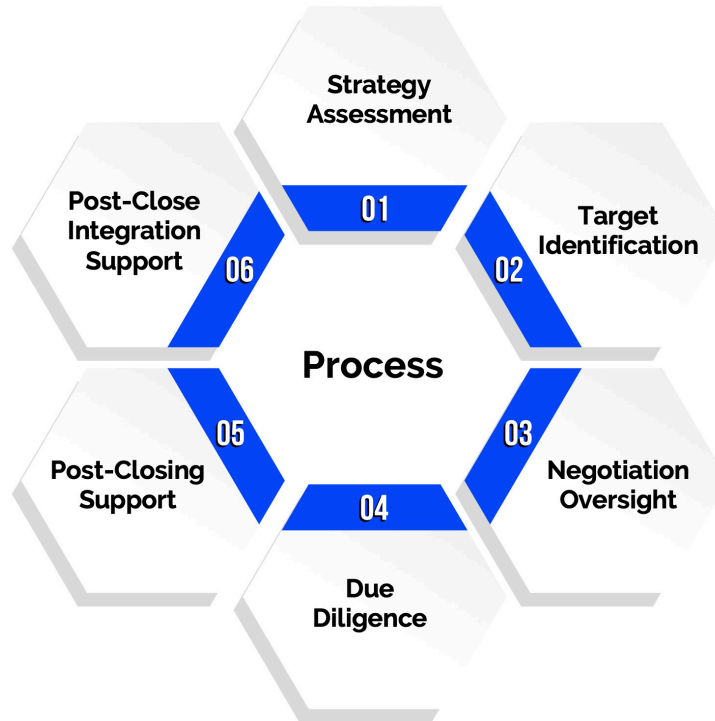 Strategy
Assessment
01
Target
Identification
02
Negotiation
Oversight
03
Due
Diligence
04
Post-Closing
Support
05
Post-Close
Integration
Support
06
Process